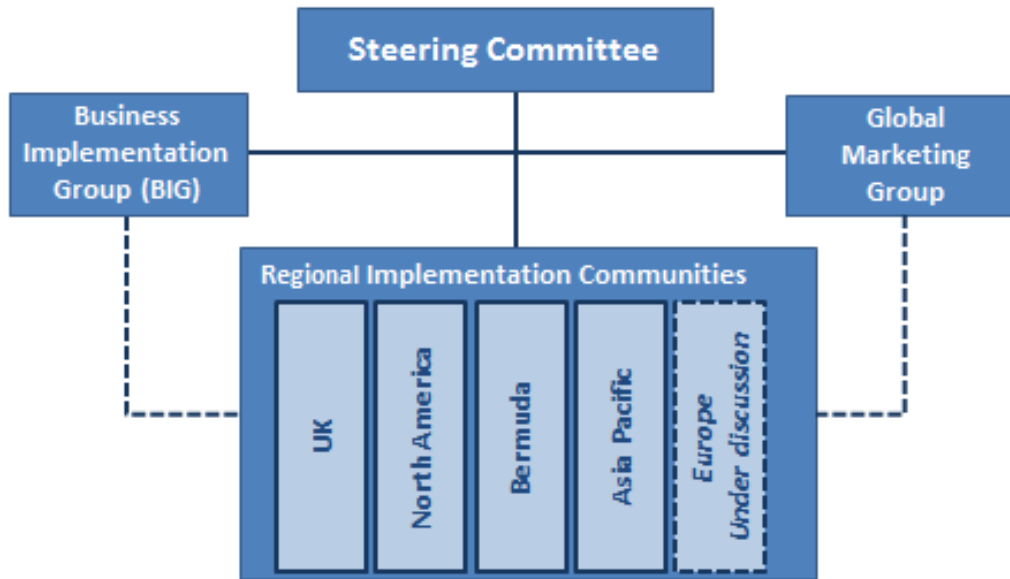 Steering Committee
Business
Implementation
Group (BIG)
Global
Marketing
Group
Regional Implementation Communities
UK
North America
Bermuda
Asia Pacific
Europe
Under discussion